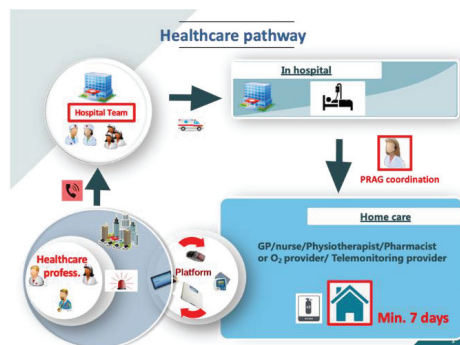 Healthcare pathway
Hospital Team
In hospital
PRAG coordination
Home care
GP/nurse/Physiotherapist/Pharmacist
or O₂ provider/ Telemonitoring provider
Healthcare
profess.
Platform
Min. 7 days